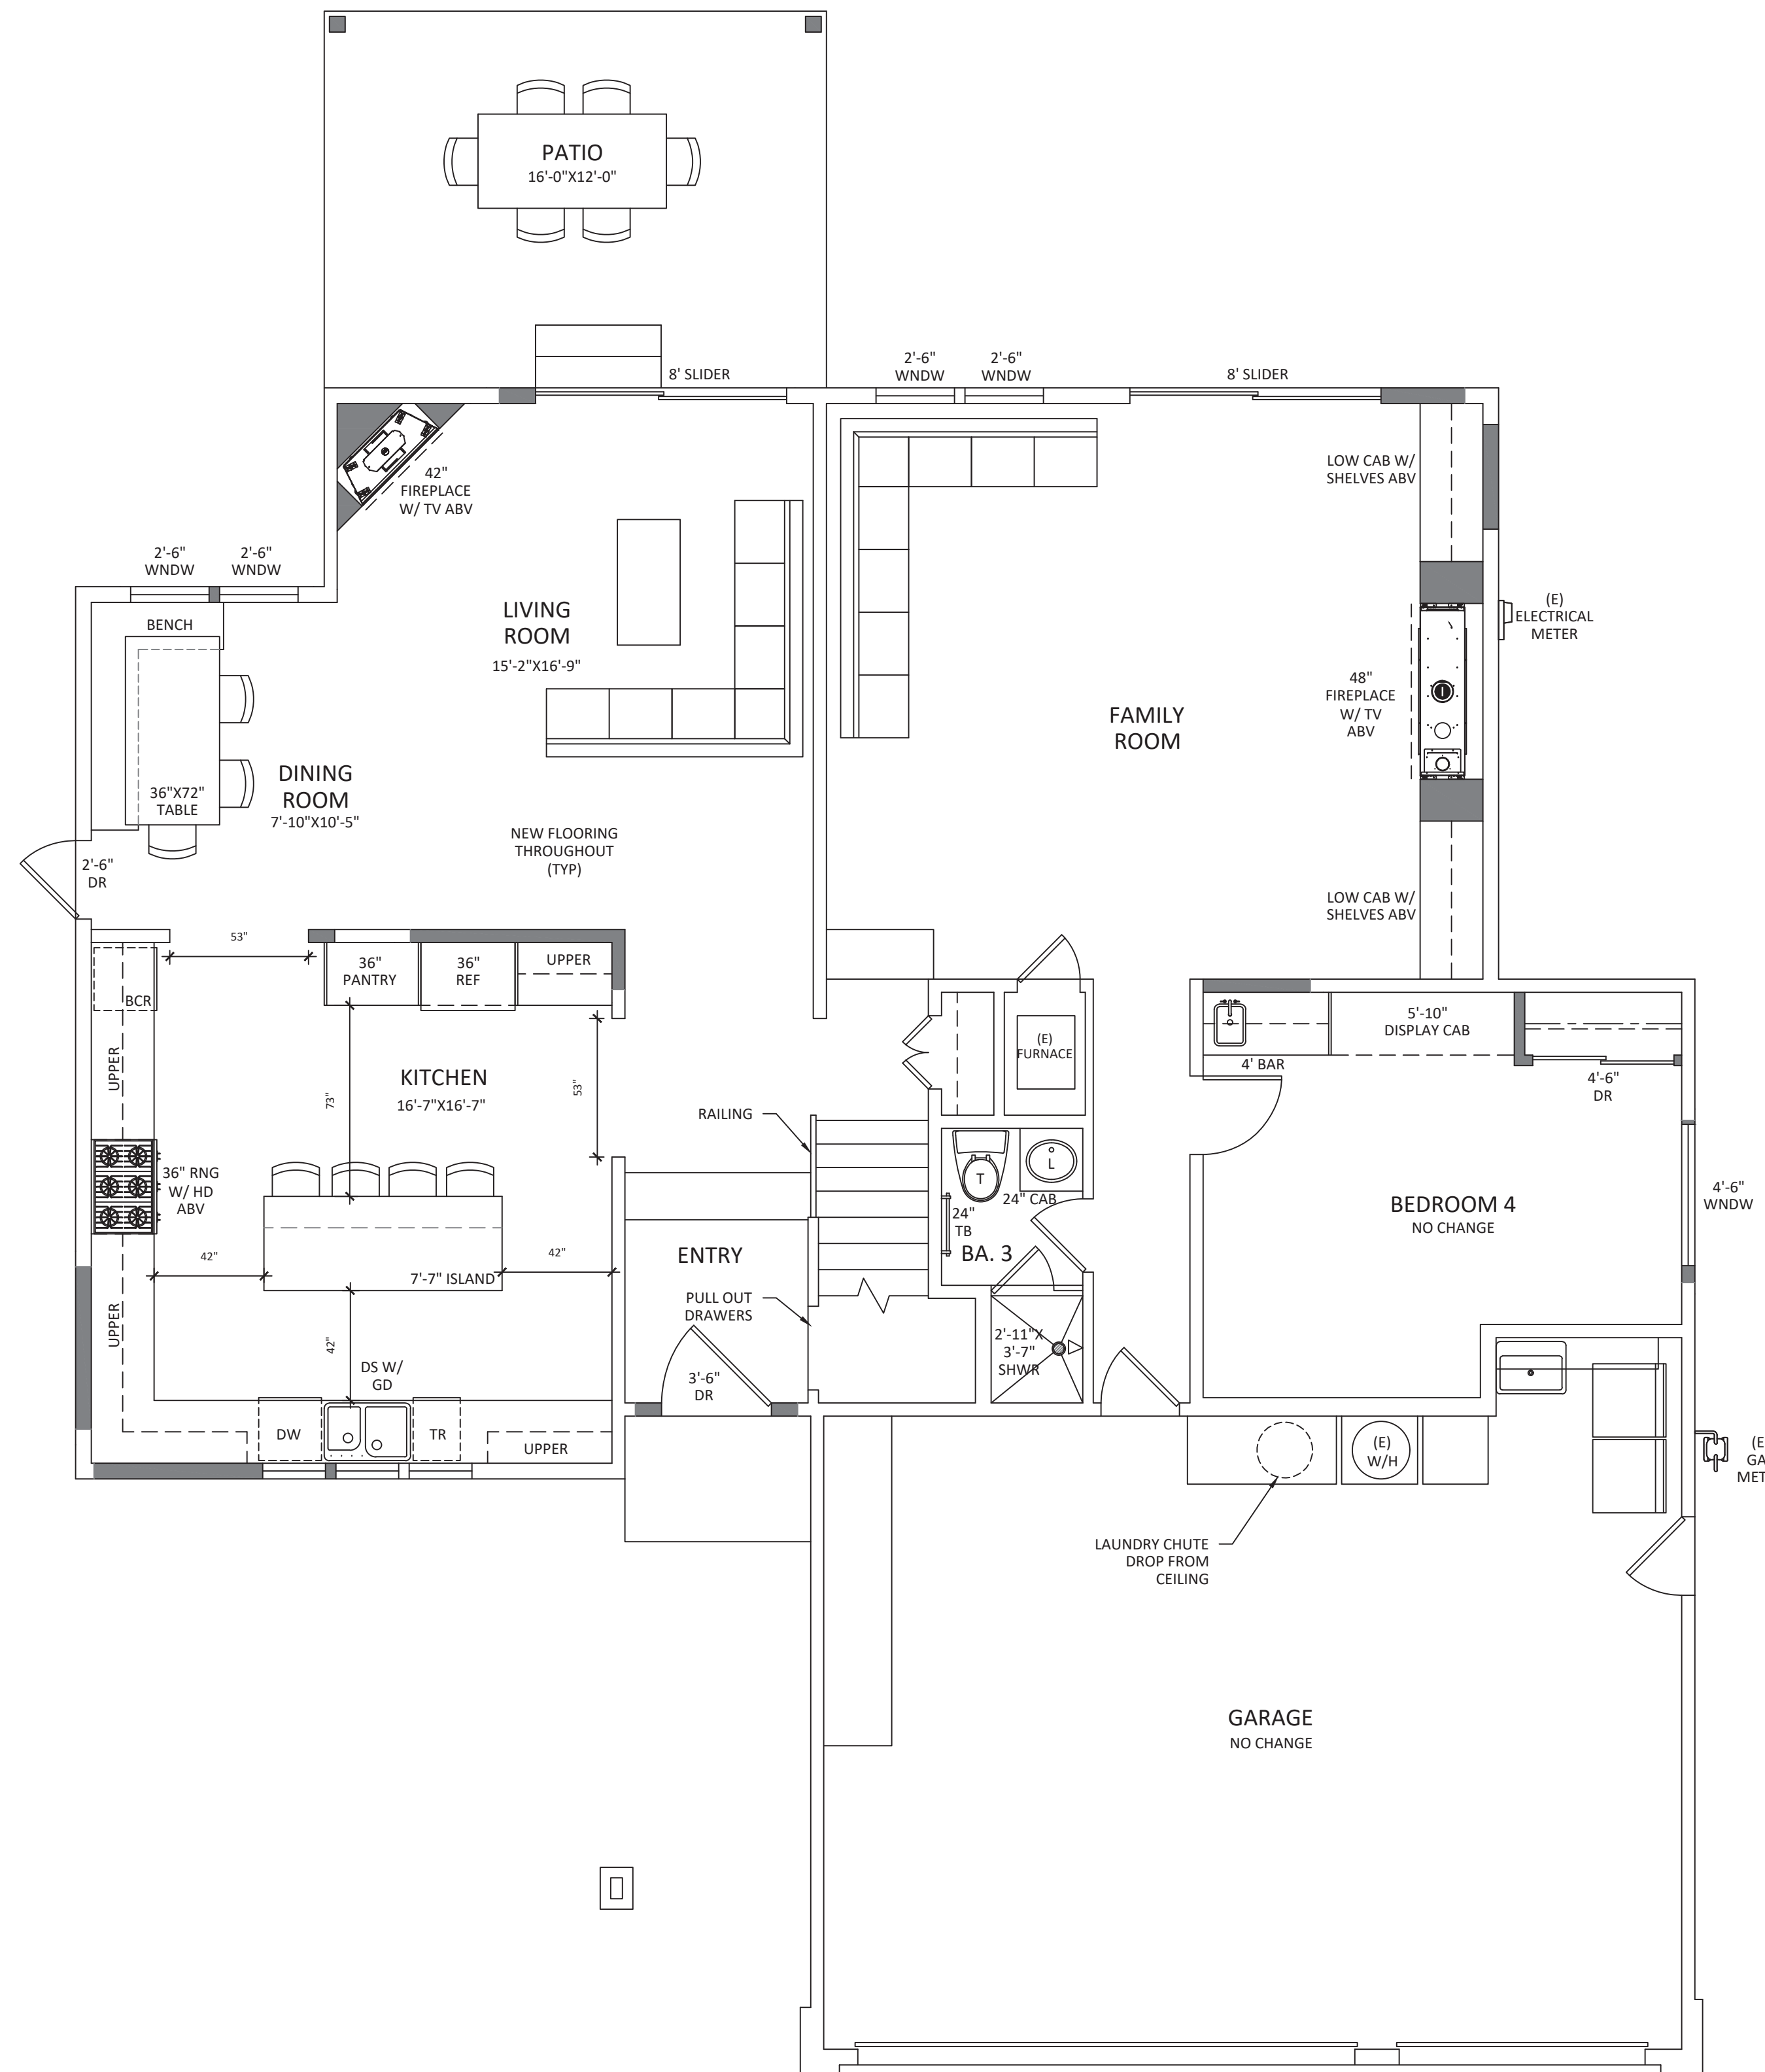 PATIO
16'-0"X12'-0"
8' SLIDER
2'-6"
WNDW
2'-6"
WNDW
8' SLIDER
42"
FIREPLACE
W/ TV ABV
LOW CAB W/
SHELVES ABV
2'-6"
WNDW
2'-6"
WNDW
BENCH
LIVING
ROOM
15'-2"X16'-9"
(E)
ELECTRICAL
METER
48"
FIREPLACE
W/ TV
ABV
FAMILY
ROOM
DINING
ROOM
7'-10"X10'-5"
36"X72"
TABLE
NEW FLOORING
THROUGHOUT
(TYP)
2'-6"
DR
LOW CAB W/
SHELVES ABV
53"
36"
PANTRY
36"
REF
UPPER
BCR
UPPER
KITCHEN
16'-7"X16'-7"
73"
53"
(E)
FURNACE
5'-10"
DISPLAY CAB
4' BAR
4'-6"
DR
RAILING
36" RNG
W/ HD
ABV
T
L
24" CAB
24"
TB
BA. 3
BEDROOM 4
NO CHANGE
4'-6"
WNDW
42"
42"
7'-7" ISLAND
ENTRY
PULL OUT
DRAWERS
UPPER
42"
DS W/
GD
3'-6"
DR
2'-11"X
3'-7"
SHWR
DW
TR
UPPER
(E)
W/H
(E
GA
MET
LAUNDRY CHUTE
DROP FROM
CEILING
GARAGE
NO CHANGE